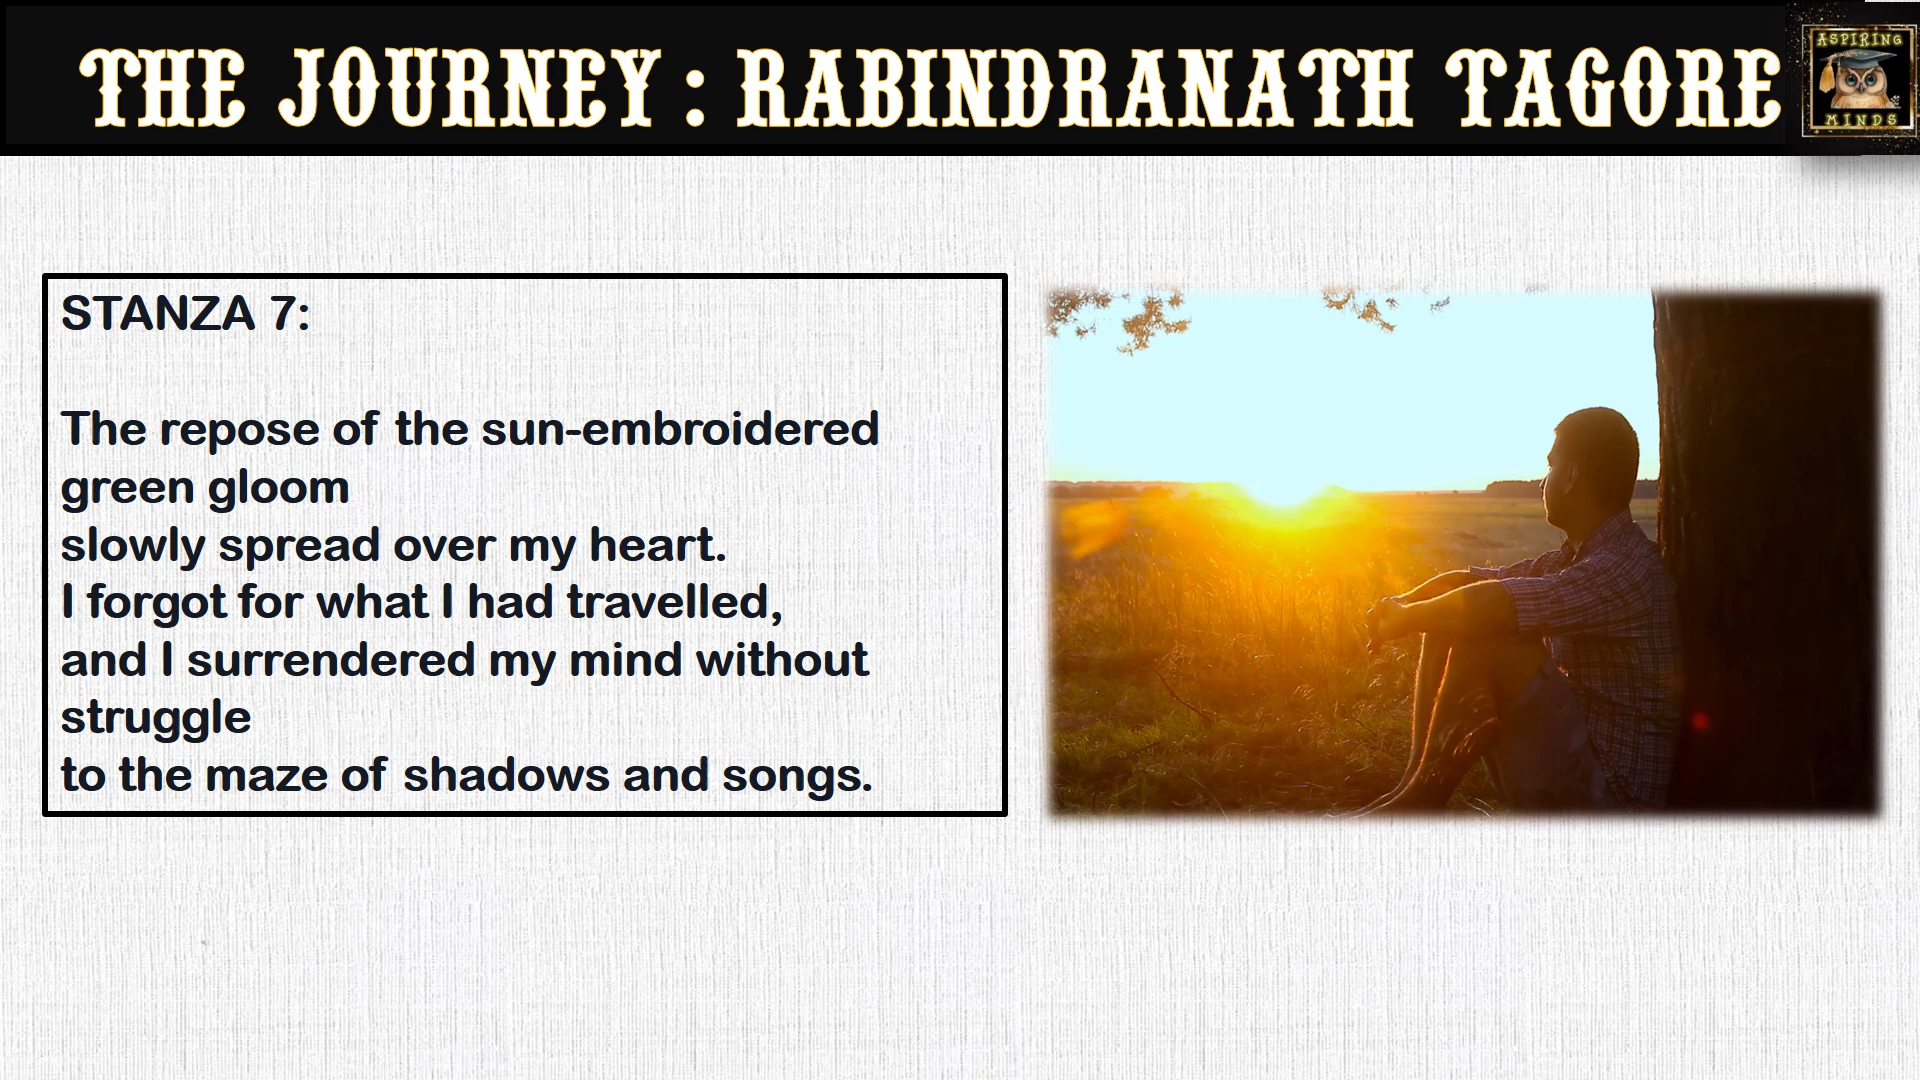 THE JOURNEY : RABINDRANATH TAGORE
ASPIRING
MINDS
STANZA 7:
The repose of the sun-embroidered
green gloom
slowly spread over my heart.
I forgot for what I had travelled,
and I surrendered my mind without
struggle
to the maze of shadows and songs.